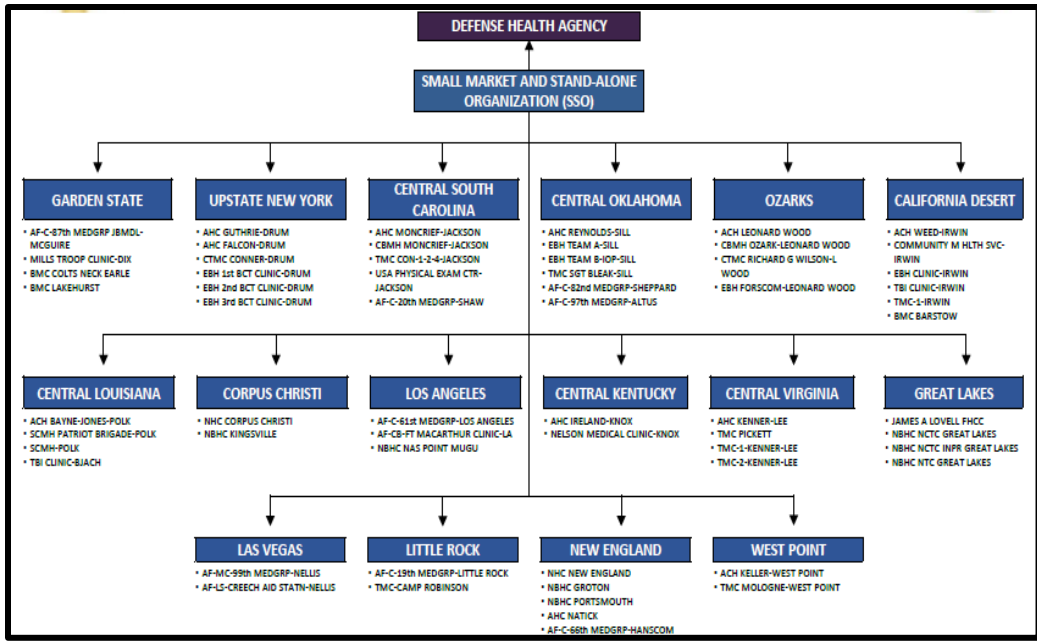 DEFENSE HEALTH AGENCY
SMALL MARKET AND STAND-ALONE
ORGANIZATION (SSO)
GARDEN STATE
• AF-C-87th MEDGRP JBMDL-
MCGUIRE
• MILLS TROOP CLINIC-DIX
• BMC COLTS NECK EARLE
• BMC LAKEHURST
UPSTATE NEW YORK
• AHC GUTHRIE-DRUM
• AHC FALCON-DRUM
• CTMC CONNER-DRUM
• EBH 1st BCT CLINIC-DRUM
• EBH 2nd BCT CLINIC-DRUM
• EBH 3rd BCT CLINIC-DRUM
CENTRAL SOUTH
CAROLINA
• AHC MONCRIEF-JACKSON
• CBMH MONCRIEF-JACKSON
• TMC CON-1-2-4-JACKSON
• USA PHYSICAL EXAM CTR-
JACKSON
• AF-C-20th MEDGRP-SHAW
CENTRAL OKLAHOMA
• AHC REYNOLDS-SILL
• EBH TEAM A-SILL
• EBH TEAM B-IOP-SILL
• TMC SGT BLEAK-SILL
• AF-C-82nd MEDGRP-SHEPPARD
• AF-C-97th MEDGRP-ALTUS
OZARKS
• ACH LEONARD WOOD
• CBMH OZARK-LEONARD WOOD
• CTMC RICHARD G WILSON-L
WOOD
• EBH FORSCOM-LEONARD WOOD
CALIFORNIA DESERT
• ACH WEED-IRWIN
• COMMUNITY M HLTH SVC-
IRWIN
• EBH CLINIC-IRWIN
• TBI CLINIC-IRWIN
• TMC-1-IRWIN
• BMC BARSTOW
CENTRAL LOUISIANA
• ACH BAYNE-JONES-POLK
• SCMH PATRIOT BRIGADE-POLK
• SCMH-POLK
• TBI CLINIC-BJACH
CORPUS CHRISTI
• NHC CORPUS CHRISTI
• NBHC KINGSVILLE
LOS ANGELES
• AF-C-61st MEDGRP-LOS ANGELES
• AF-CB-FT MACARTHUR CLINIC-LA
• NBHC NAS POINT MUGU
CENTRAL KENTUCKY
• AHC IRELAND-KNOX
• NELSON MEDICAL CLINIC-KNOX
CENTRAL VIRGINIA
• AHC KENNER-LEE
• TMC PICKETT
• TMC-1-KENNER-LEE
• TMC-2-KENNER-LEE
GREAT LAKES
• JAMES A LOVELL FHCC
• NBHC NCTC GREAT LAKES
• NBHC NCTC INPR GREAT LAKES
• NBHC NTC GREAT LAKES
LAS VEGAS
• AF-MC-99th MEDGRP-NELLIS
• AF-LS-CREECH AID STATN-NELLIS
LITTLE ROCK
• AF-C-19th MEDGRP-LITTLE ROCK
• TMC-CAMP ROBINSON
NEW ENGLAND
• NHC NEW ENGLAND
• NBHC GROTON
• NBHC PORTSMOUTH
• AHC NATICK
• AF-C-66th MEDGRP-HANSCOM
WEST POINT
• ACH KELLER-WEST POINT
• TMC MOLOGNE-WEST POINT